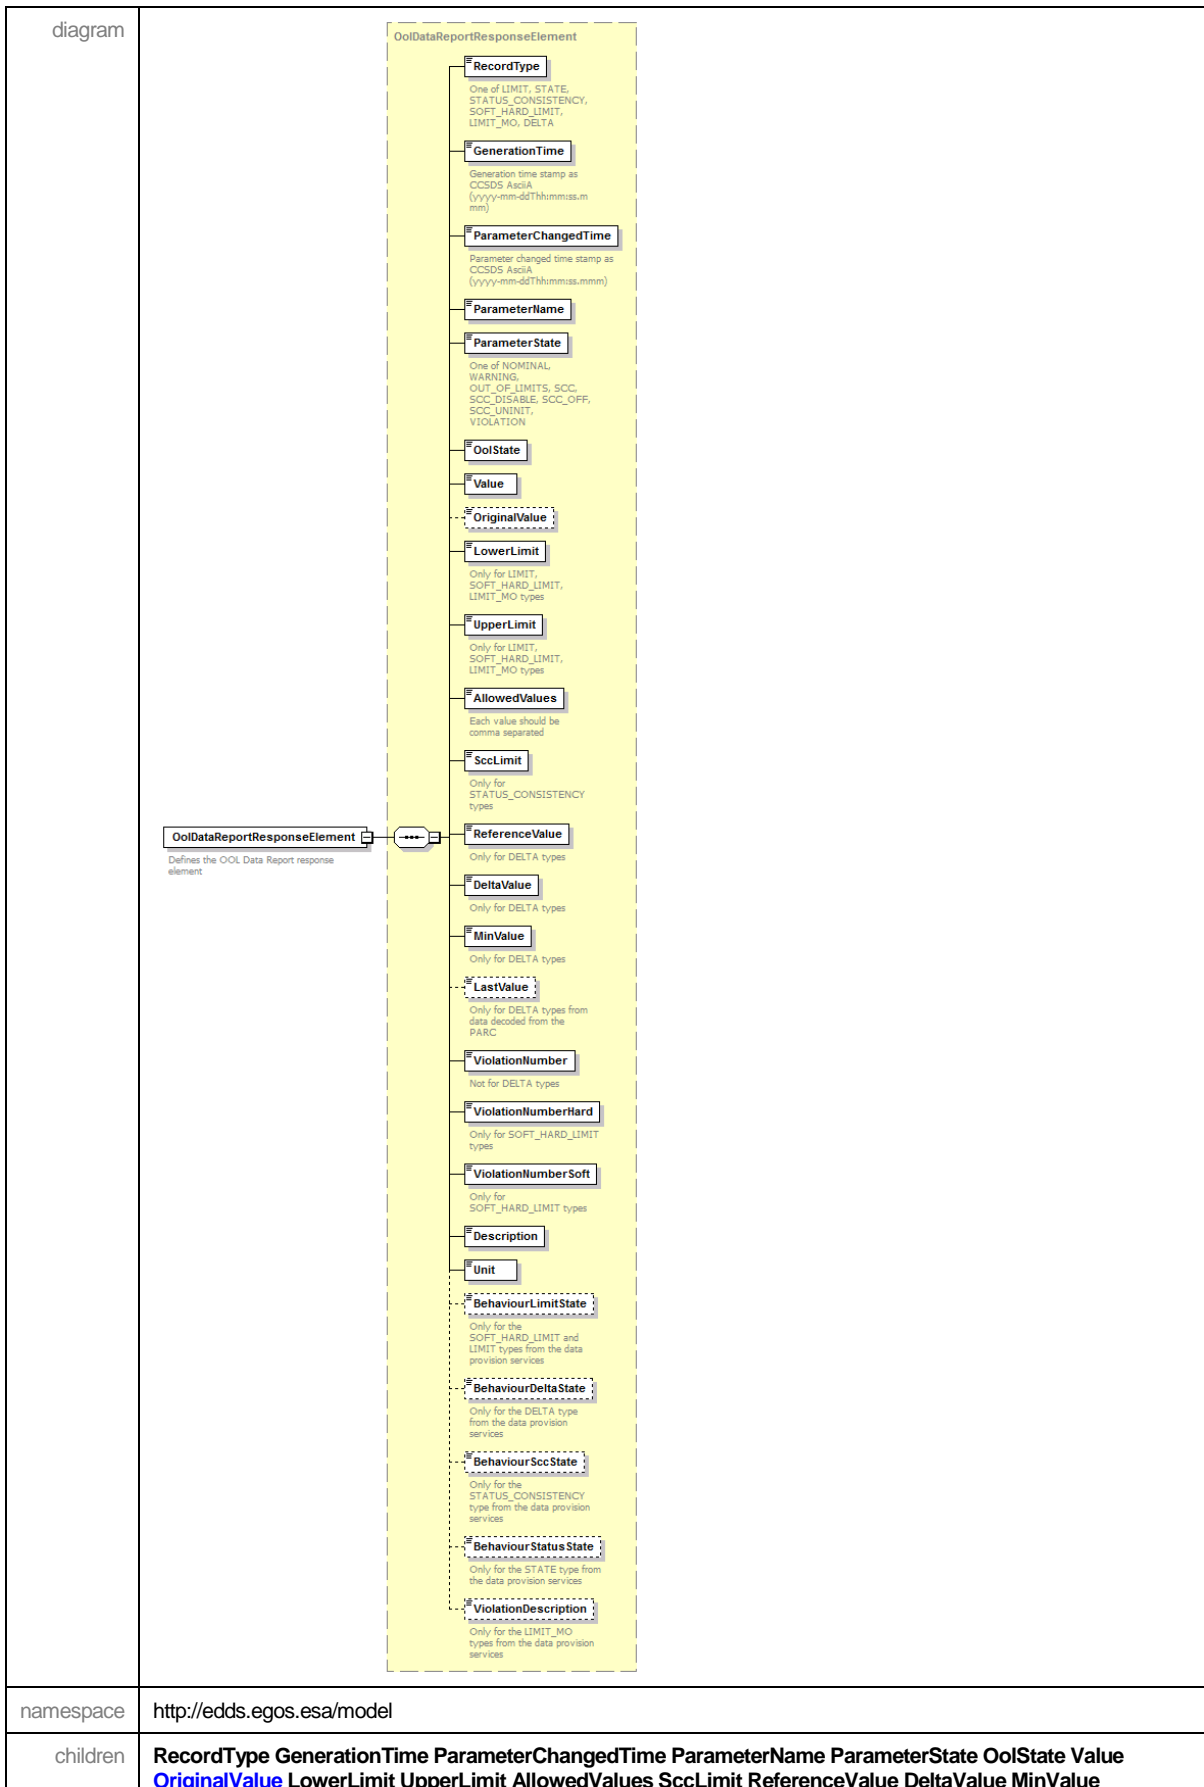 diagram
OolDataReportResponseElement
RecordType
One of LIMIT, STATE,
STATUS_CONSISTENCY,
SOFT_HARD_LIMIT,
LIMIT_MO, DELTA
GenerationTime
Generation time stamp as
CCSDS AsciiA
(yyyy-mm-ddThh:mm:ss.m
mm)
ParameterChangedTime
Parameter changed time stamp as
CCSDS AsciiA
(yyyy-mm-ddThh:mm:ss.mmm)
ParameterName
ParameterState
One of NOMINAL,
WARNING,
OUT_OF_LIMITS, SCC,
SCC_DISABLE, SCC_OFF,
SCC_UNINIT,
VIOLATION
OolState
Value
OriginalValue
LowerLimit
Only for LIMIT,
SOFT_HARD_LIMIT,
LIMIT_MO types
UpperLimit
Only for LIMIT,
SOFT_HARD_LIMIT,
LIMIT_MO types
AllowedValues
Each value should be
comma separated
SccLimit
Only for
STATUS_CONSISTENCY
types
OolDataReportResponseElement
Defines the OOL Data Report response
element
ReferenceValue
Only for DELTA types
DeltaValue
Only for DELTA types
MinValue
Only for DELTA types
LastValue
Only for DELTA types from
data decoded from the
PARC
ViolationNumber
Not for DELTA types
ViolationNumberHard
Only for SOFT_HARD_LIMIT
types
ViolationNumberSoft
Only for
SOFT_HARD_LIMIT types
Description
Unit
BehaviourLimitState
Only for the
SOFT_HARD_LIMIT and
LIMIT types from the data
provision services
BehaviourDeltaState
Only for the DELTA type
from the data provision
services
BehaviourSccState
Only for the
STATUS_CONSISTENCY
type from the data provision
services
BehaviourStatusState
Only for the STATE type from
the data provision services
ViolationDescription
Only for the LIMIT_MO
types from the data provision
services
namespace http://edds.egos.esa/model
children RecordType GenerationTime ParameterChangedTime ParameterName ParameterState OolState Value
OriginalValue LowerLimit UpperLimit AllowedValues SccLimit ReferenceValue DeltaValue MinValue